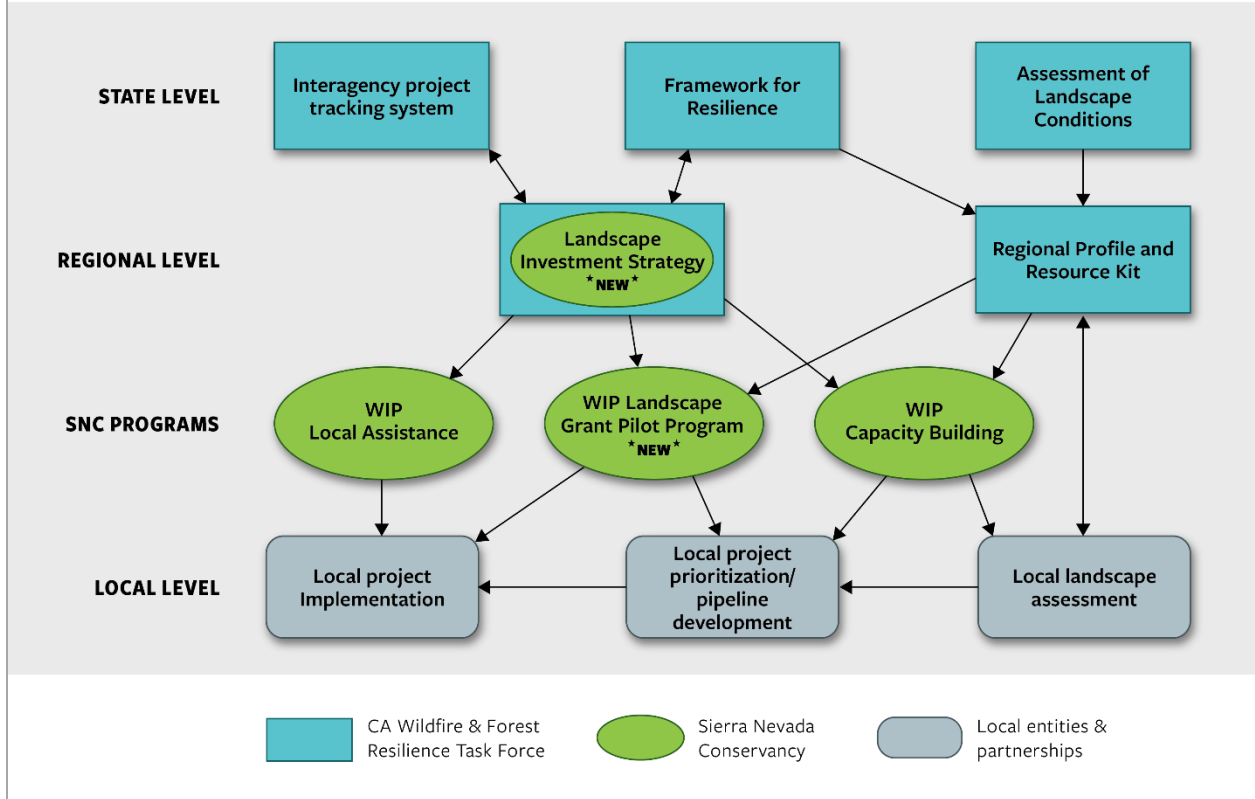 STATE LEVEL
Interagency project
tracking system
Framework for
Resilience
Assessment of
Landscape
Conditions
REGIONAL LEVEL
Landscape
Investment Strategy
*NEW*
Regional Profile and
Resource Kit
SNC PROGRAMS
WIP
Local Assistance
WIP Landscape
Grant Pilot Program
*NEW*
WIP
Capacity Building
LOCAL LEVEL
Local project
Implementation
Local project
prioritization/
pipeline
development
Local landscape
assessment
CA Wildfire & Forest
Resilience Task Force
Sierra Nevada
Conservancy
Local entities &
partnerships